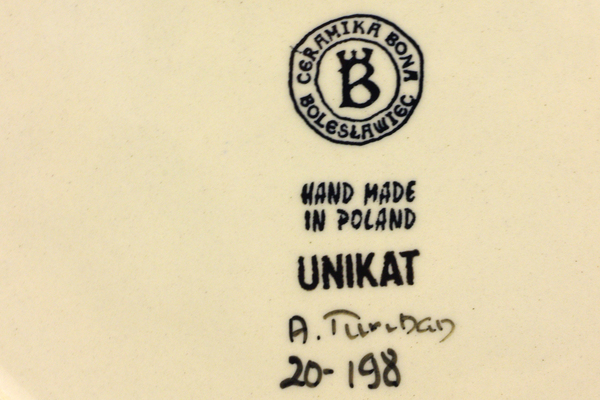 CERAMIKA BONA
B
BOLESŁAWIEC
HAND MADE
IN POLAND
UNIKAT
A.
20-198